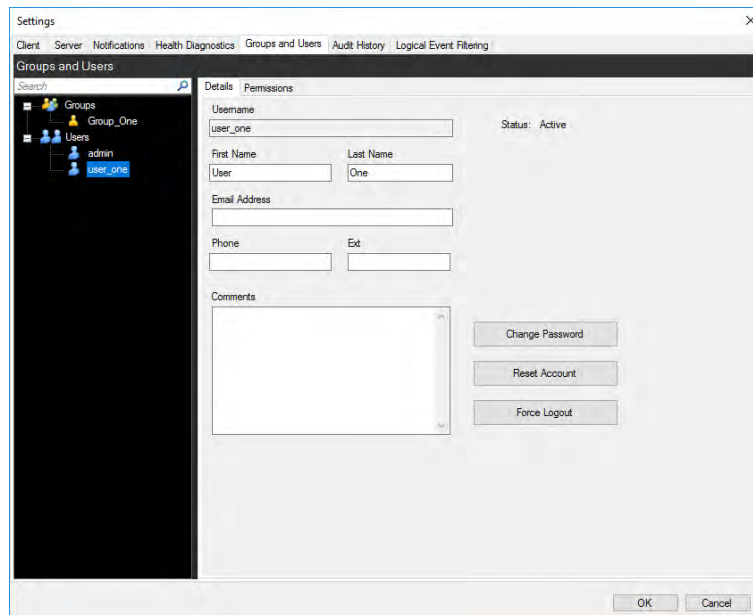 Settings
Client Server Notifications Health Diagnostics Groups and Users Audit History Logical Event Filtering
Groups and Users
Search
Groups
Group_One
Users
admin
user_one
Details Permissions
Username
user_one
Status: Active
First Name Last Name
User One
Email Address
Phone Ext
Comments
Change Password
Reset Account
Force Logout
OK Cancel